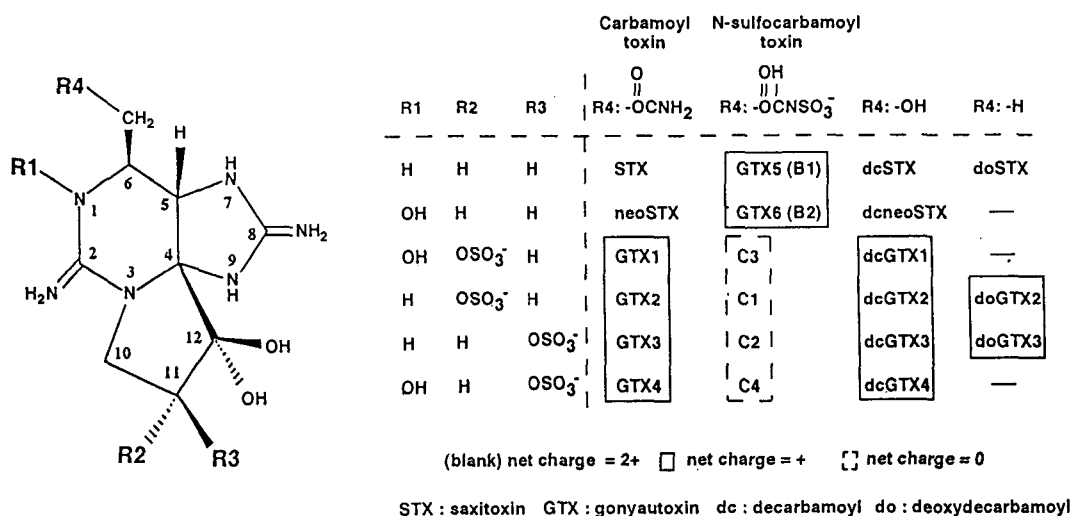 Carbamoyl toxin
N-sulfocarbamoyl toxin
O
OH
R1 R2 R3 R4: -OCNH2 R4: -OCNSO3- R4: -OH R4: -H
H H H STX GTX5 (B1) dcSTX doSTX
OH H H neoSTX GTX6 (B2) dcneoSTX —
OH OSO3- H GTX1 C3 dcGTX1 —
H OSO3- H GTX2 C1 dcGTX2 doGTX2
H H OSO3- GTX3 C2 dcGTX3 doGTX3
OH H OSO3- GTX4 C4 dcGTX4 —
(blank) net charge = 2+ net charge = + net charge = 0
STX : saxitoxin GTX : gonyautoxin dc : decarbamoyl do : deoxydecarbamoyl
R4
CH2
H
R1
6
H
N
N
5
7
1
8
NH2
2
3
4
9
H2N
N
N
H
12
OH
10
11
OH
R2
R3